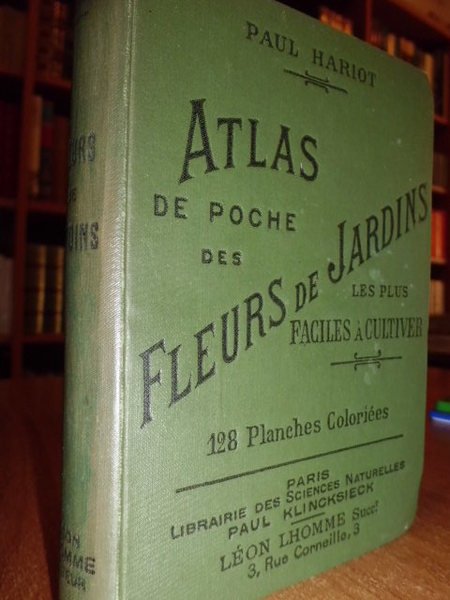 PAUL HARIOT
ATLAS
DE POCHE
DES
FLEURS DE JARDINS
LES PLUS
FACILES À CULTIVER
128 Planches Coloriées
PARIS
LIBRAIRIE DES SCIENCES NATURELLES
PAUL KLINCKSIECK
LÉON LHOMME Succr
3, Rue Corneille, 3